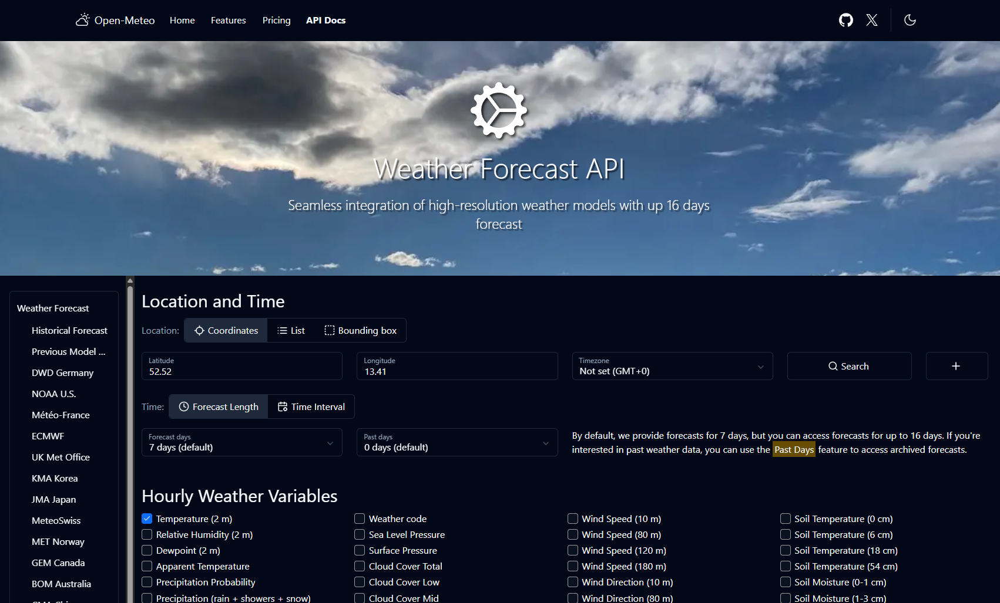 Open-Meteo Home Features Pricing API Docs
Weather Forecast API
Seamless integration of high-resolution weather models with up 16 days
forecast
Weather Forecast
Historical Forecast
Previous Model ...
DWD Germany
NOAA U.S.
Météo-France
ECMWF
UK Met Office
KMA Korea
JMA Japan
MeteoSwiss
MET Norway
GEM Canada
BOM Australia
Location and Time
Location: Coordinates List Bounding box
Latitude
52.52
Longitude
13.41
Timezone
Not set (GMT+0)
Search
Time: Forecast Length Time Interval
Forecast days
7 days (default)
Past days
0 days (default)
By default, we provide forecasts for 7 days, but you can access forecasts for up to 16 days. If you're
interested in past weather data, you can use the Past Days feature to access archived forecasts.
Hourly Weather Variables
Temperature (2 m)
Relative Humidity (2 m)
Dewpoint (2 m)
Apparent Temperature
Precipitation Probability
Precipitation (rain + showers + snow)
Weather code
Sea Level Pressure
Surface Pressure
Cloud Cover Total
Cloud Cover Low
Cloud Cover Mid
Wind Speed (10 m)
Wind Speed (80 m)
Wind Speed (120 m)
Wind Speed (180 m)
Wind Direction (10 m)
Wind Direction (80 m)
Soil Temperature (0 cm)
Soil Temperature (6 cm)
Soil Temperature (18 cm)
Soil Temperature (54 cm)
Soil Moisture (0-1 cm)
Soil Moisture (1-3 cm)